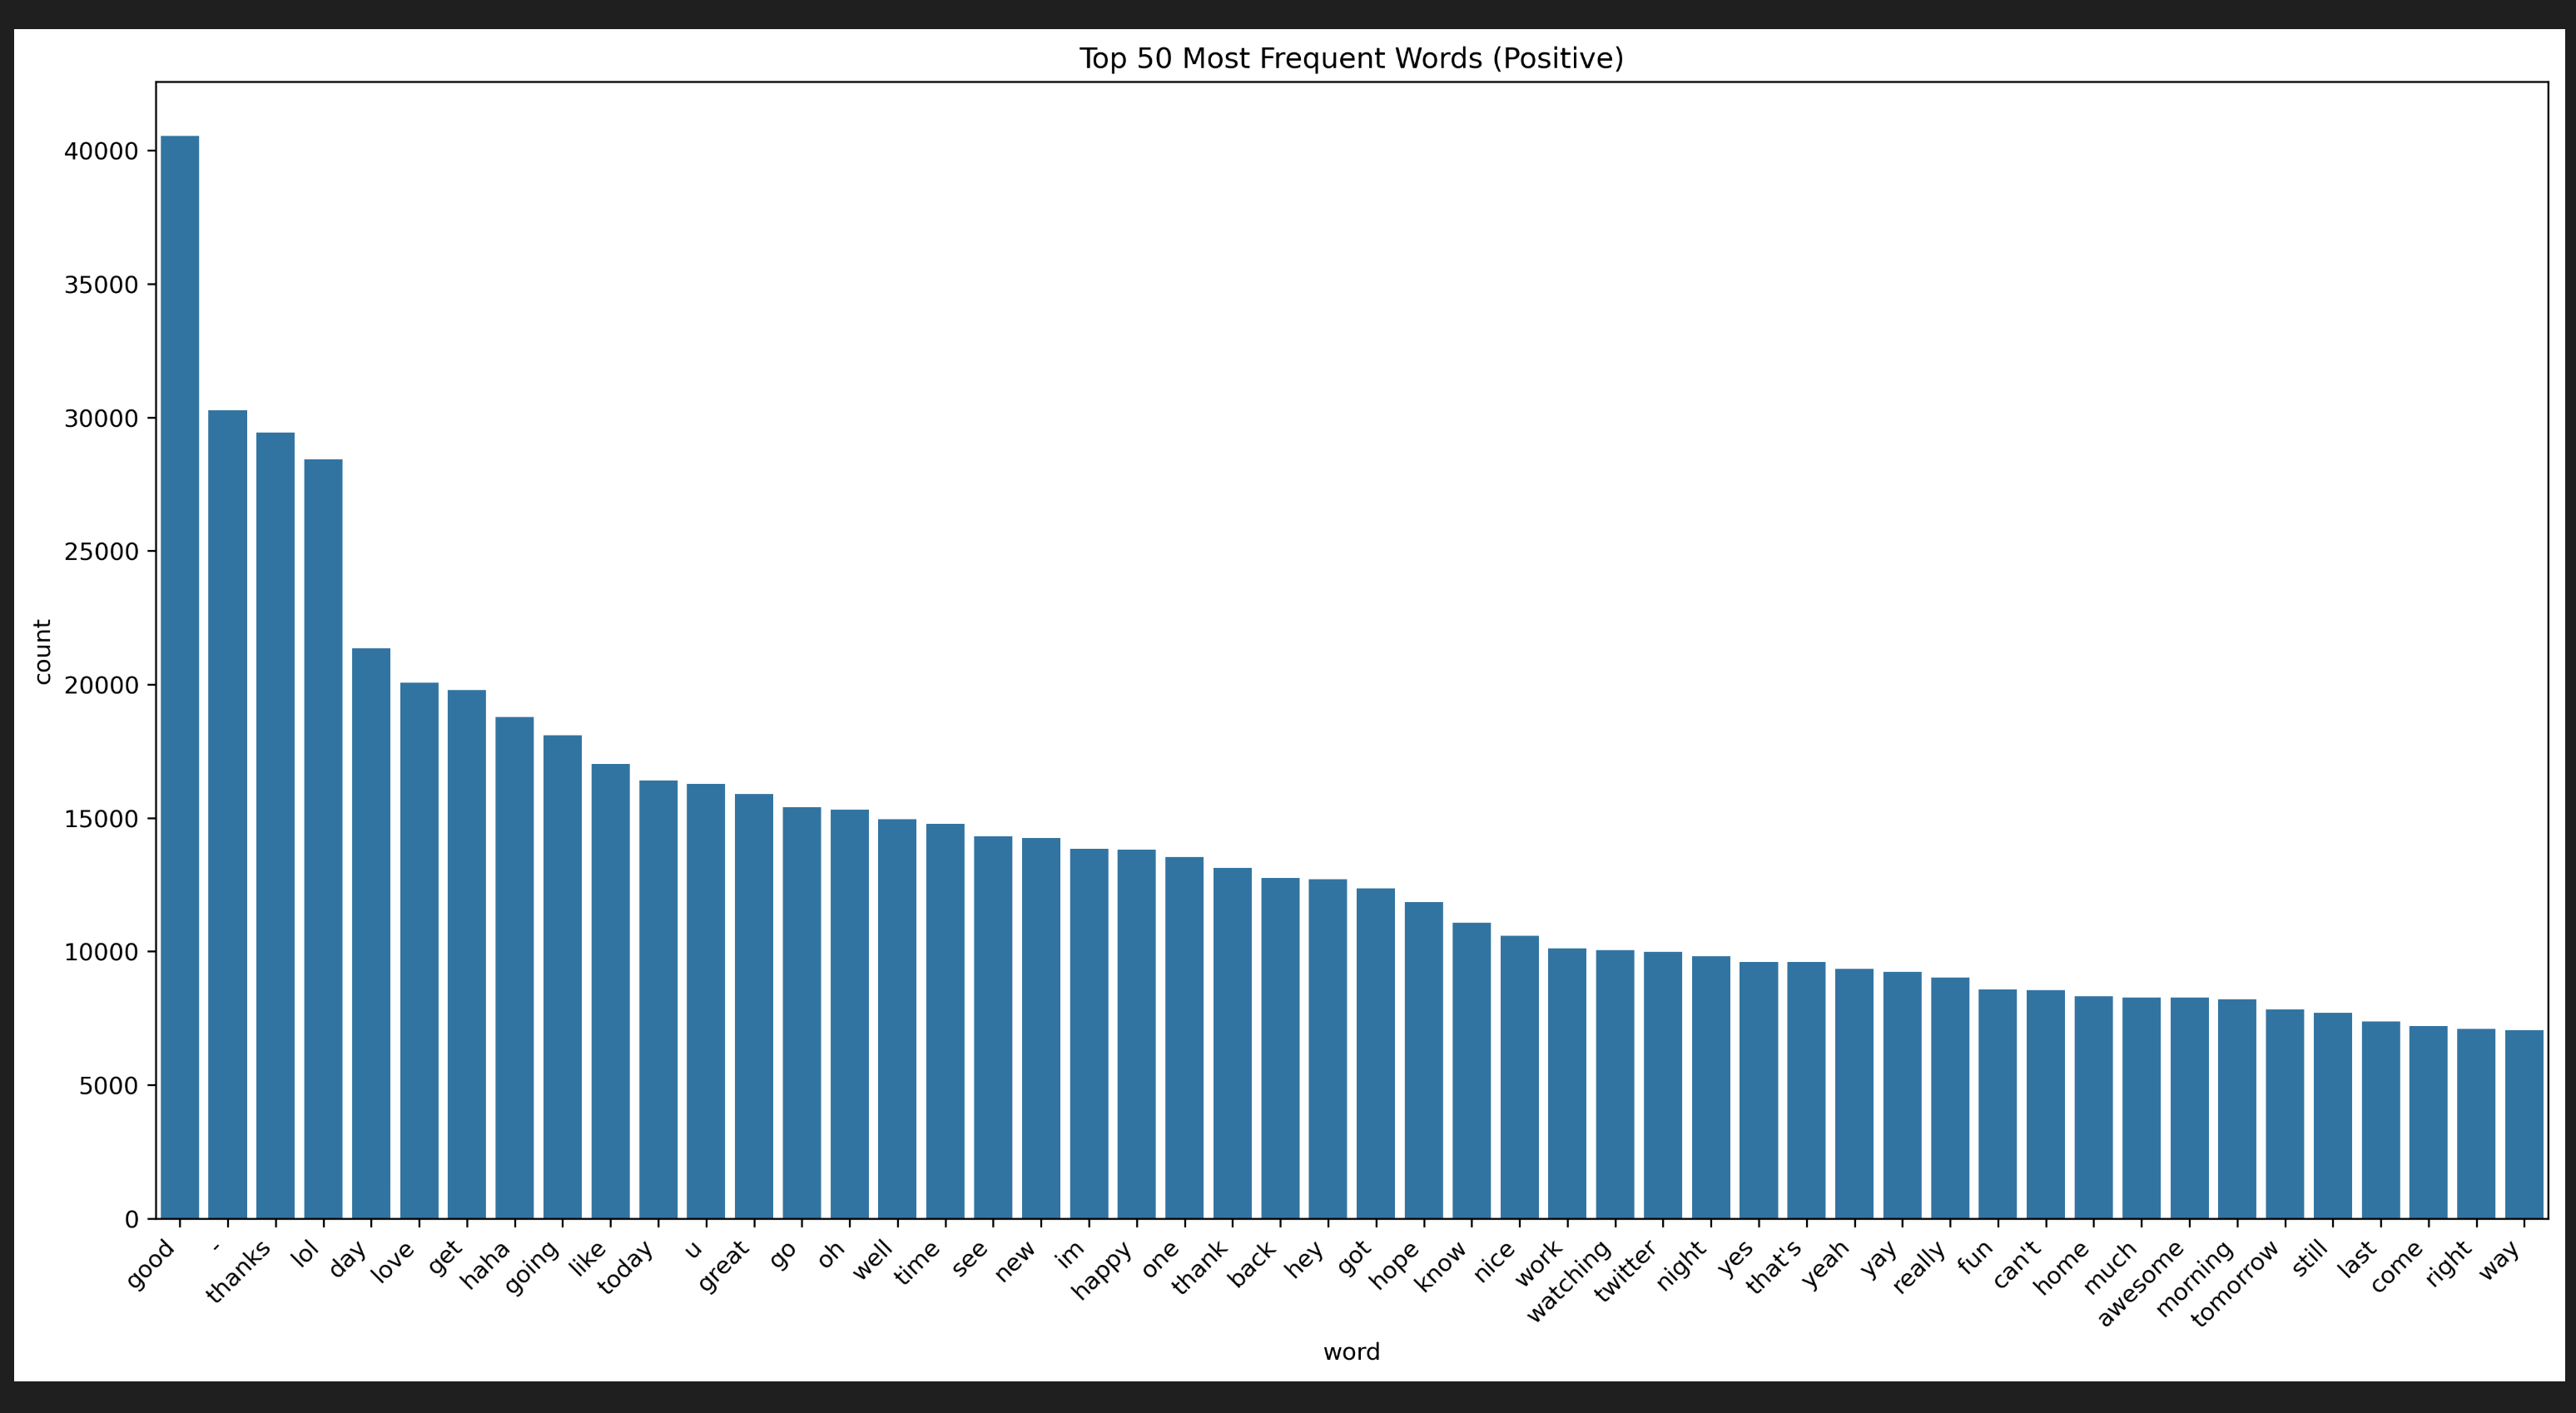 Top 50 Most Frequent Words (Positive)
40000
35000
30000
25000
20000
15000
10000
5000
0
count
good
-
thanks
lol
day
love
get
haha
going
like
today
u
great
go
oh
well
time
see
new
im
happy
one
thank
back
hey
got
hope
know
nice
work
watching
twitter
night
yes
that's
yeah
yay
really
fun
can't
home
much
awesome
morning
tomorrow
still
last
come
right
way
word